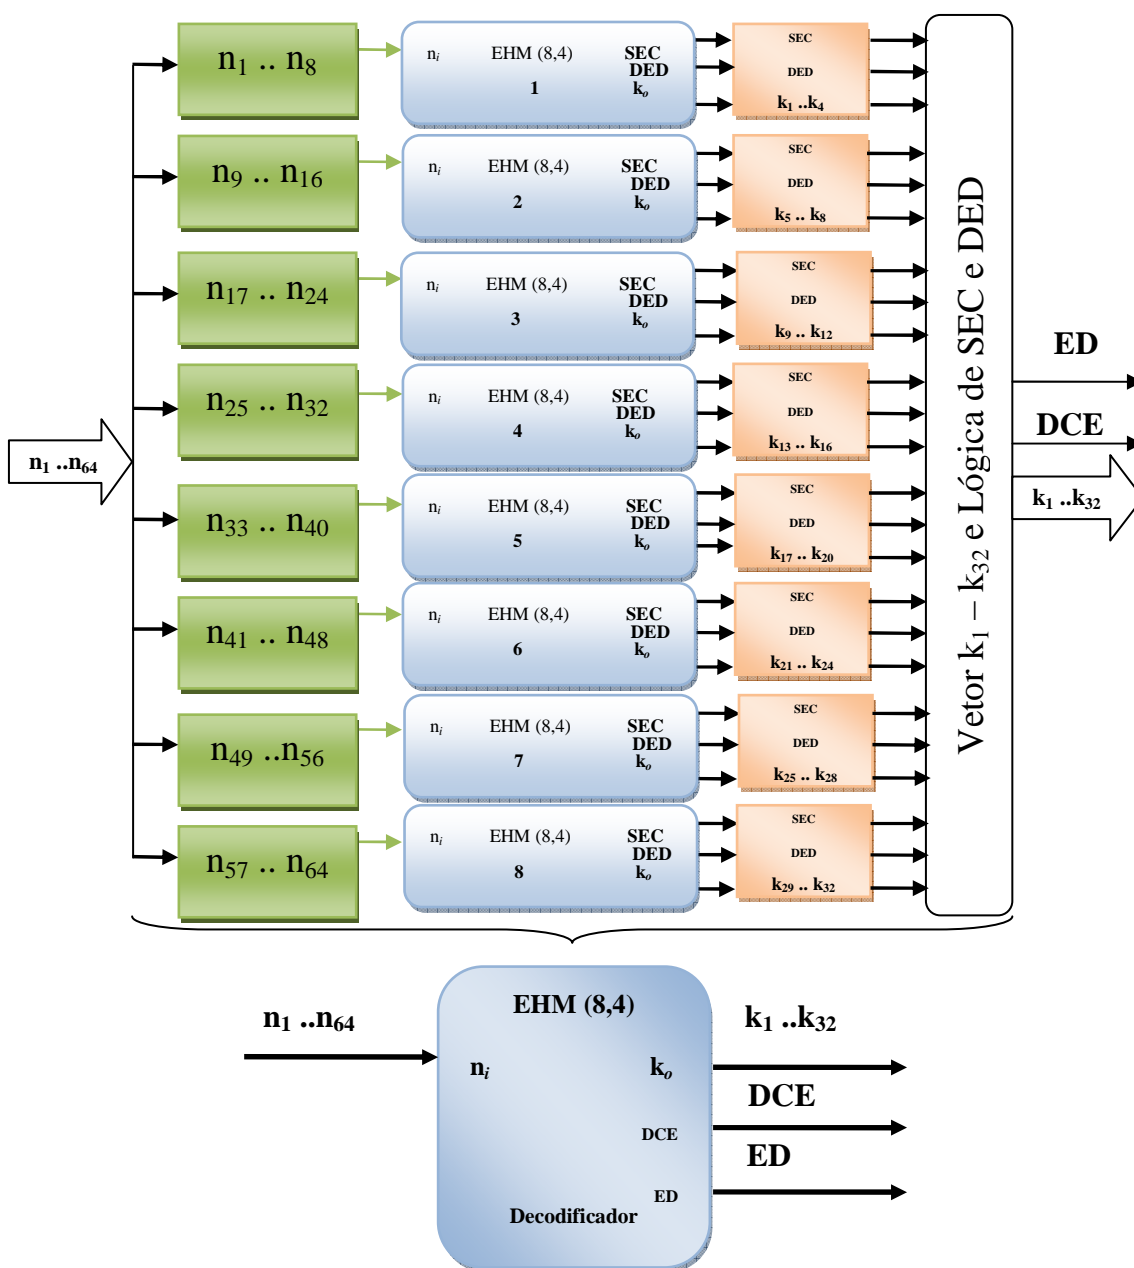 n1 .. n8
ni EHM (8,4) SEC
DED
1 ko
SEC
DED
k1 ..k4
n9 .. n16
ni EHM (8,4) SEC
DED
2 ko
SEC
DED
k5 .. k8
n17 .. n24
ni EHM (8,4) SEC
DED
3 ko
SEC
DED
k9 .. k12
n25 .. n32
ni EHM (8,4) SEC
DED
4 ko
SEC
DED
k13 .. k16
n1 ..n64
n33 .. n40
ni EHM (8,4) SEC
DED
5 ko
SEC
DED
k17 .. k20
n41 .. n48
ni EHM (8,4) SEC
DED
6 ko
SEC
DED
k21 .. k24
n49 ..n56
ni EHM (8,4) SEC
DED
7 ko
SEC
DED
k25 .. k28
n57 .. n64
ni EHM (8,4) SEC
DED
8 ko
SEC
DED
k29 .. k32
Vetor k1 – k32 e Lógica de SEC e DED
ED
DCE
k1 ..k32
n1 ..n64
EHM (8,4)
ni ko
DCE
ED
Decodificador
k1 ..k32
DCE
ED